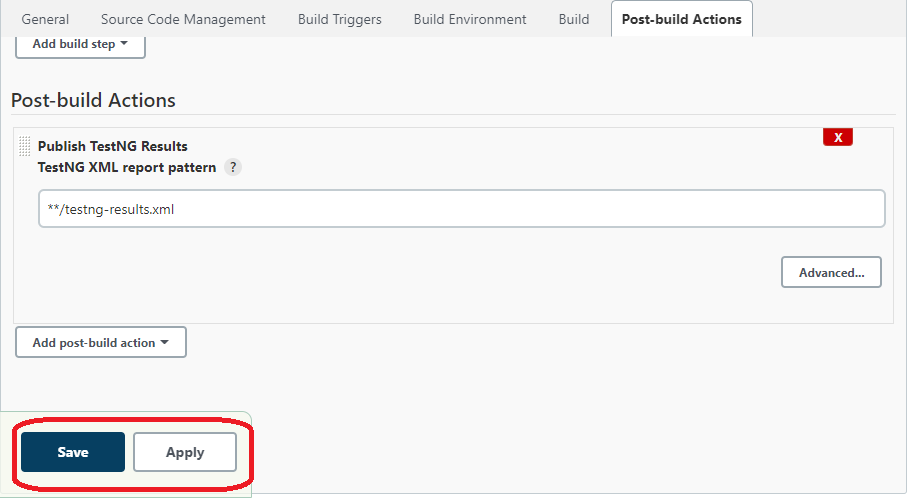 General Source Code Management Build Triggers Build Environment Build Post-build Actions
Add build step
Post-build Actions
X
Publish TestNG Results
TestNG XML report pattern ?
**/testng-results.xml
Advanced...
Add post-build action
Save Apply